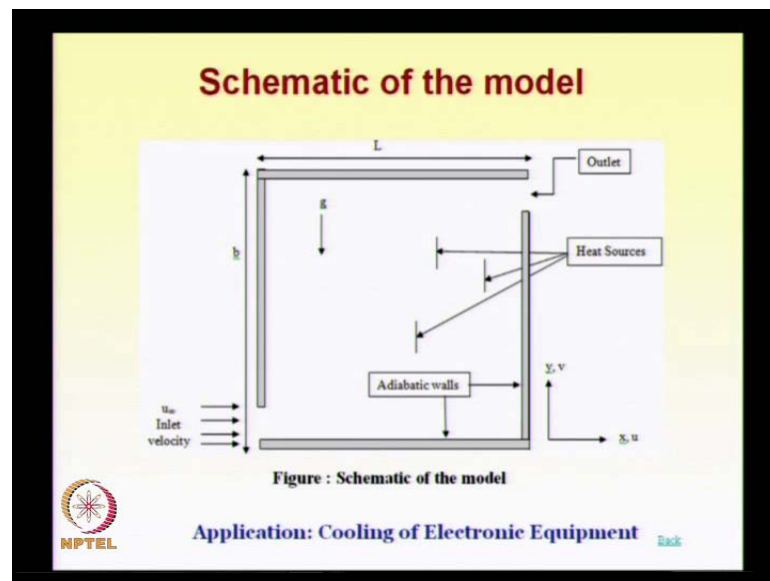 Schematic of the model
L
Outlet
g
b
Heat Sources
Adiabatic walls
y, v
u∞
Inlet
velocity
x, u
Figure : Schematic of the model
Application: Cooling of Electronic Equipment
Back
NPTEL